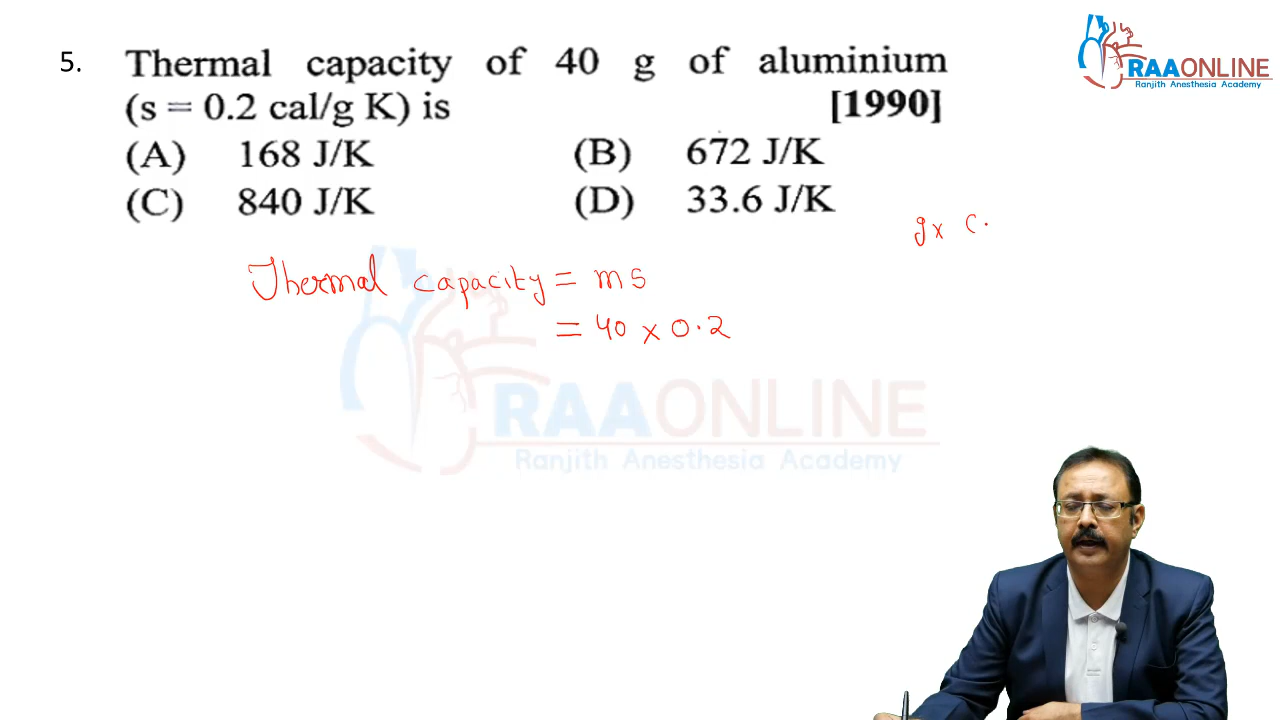 RAAONLINE
Ranjith Anesthesia Academy
5. Thermal capacity of 40 g of aluminium
(s = 0.2 cal/g K) is [1990]
(A) 168 J/K (B) 672 J/K
(C) 840 J/K (D) 33.6 J/K
g x C.
Thermal capacity = ms
= 40 x 0.2
RAAONLINE
Ranjith Anesthesia Academy